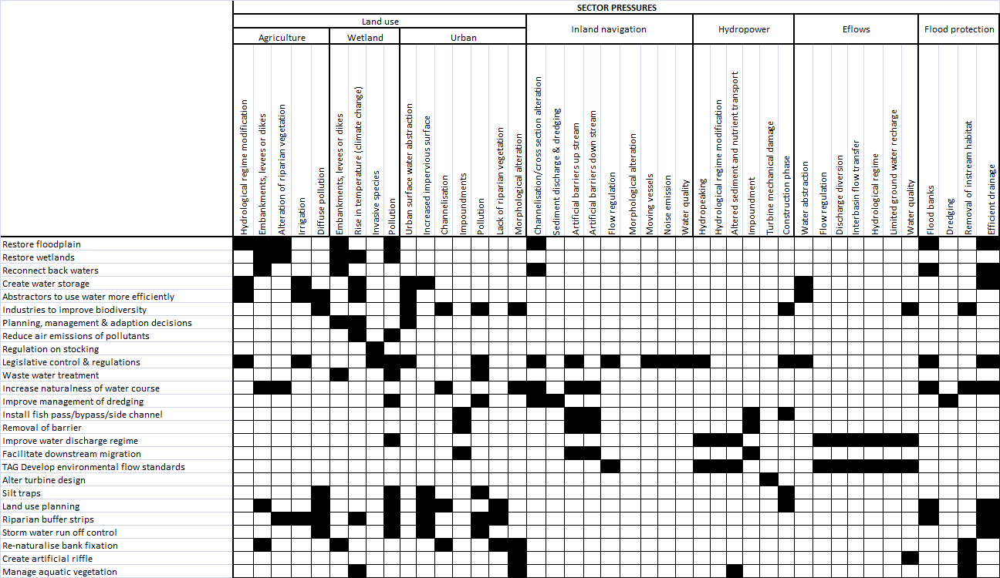 SECTOR PRESSURES
Land use
Inland navigation
Hydropower
Eflows
Flood protection
Agriculture
Wetland
Urban
Hydrological regime modification
Embankments, levees or dikes
Alteration of riparian vegetation
Irrigation
Diffuse pollution
Embankments, levees or dikes
Rise in temperature (climate change)
Invasive species
Pollution
Urban surface water abstraction
Increased impervious surface
Channelisation
Impoundments
Pollution
Lack of riparian vegetation
Morphological alteration
Channelisation/cross section alteration
Sediment discharge & dredging
Artificial barriers up stream
Artificial barriers down stream
Flow regulation
Morphological alteration
Moving vessels
Noise emission
Water quality
Hydropeaking
Hydrological regime modification
Altered sediment and nutrient transport
Impoundment
Turbine mechanical damage
Construction phase
Water abstraction
Flow regulation
Discharge diversion
Interbasin flow transfer
Hydrological regime
Limited ground water recharge
Water quality
Flood banks
Dredging
Removal of instream habitat
Efficient drainage
Restore floodplain
Restore wetlands
Reconnect back waters
Create water storage
Abstractors to use water more efficiently
Industries to improve biodiversity
Planning, management & adaption decisions
Reduce air emissions of pollutants
Regulation on stocking
Legislative control & regulations
Waste water treatment
Increase naturalness of water course
Improve management of dredging
Install fish pass/bypass/side channel
Removal of barrier
Improve water discharge regime
Facilitate downstream migration
TAG Develop environmental flow standards
Alter turbine design
Silt traps
Land use planning
Riparian buffer strips
Storm water run off control
Re-naturalise bank fixation
Create artificial riffle
Manage aquatic vegetation